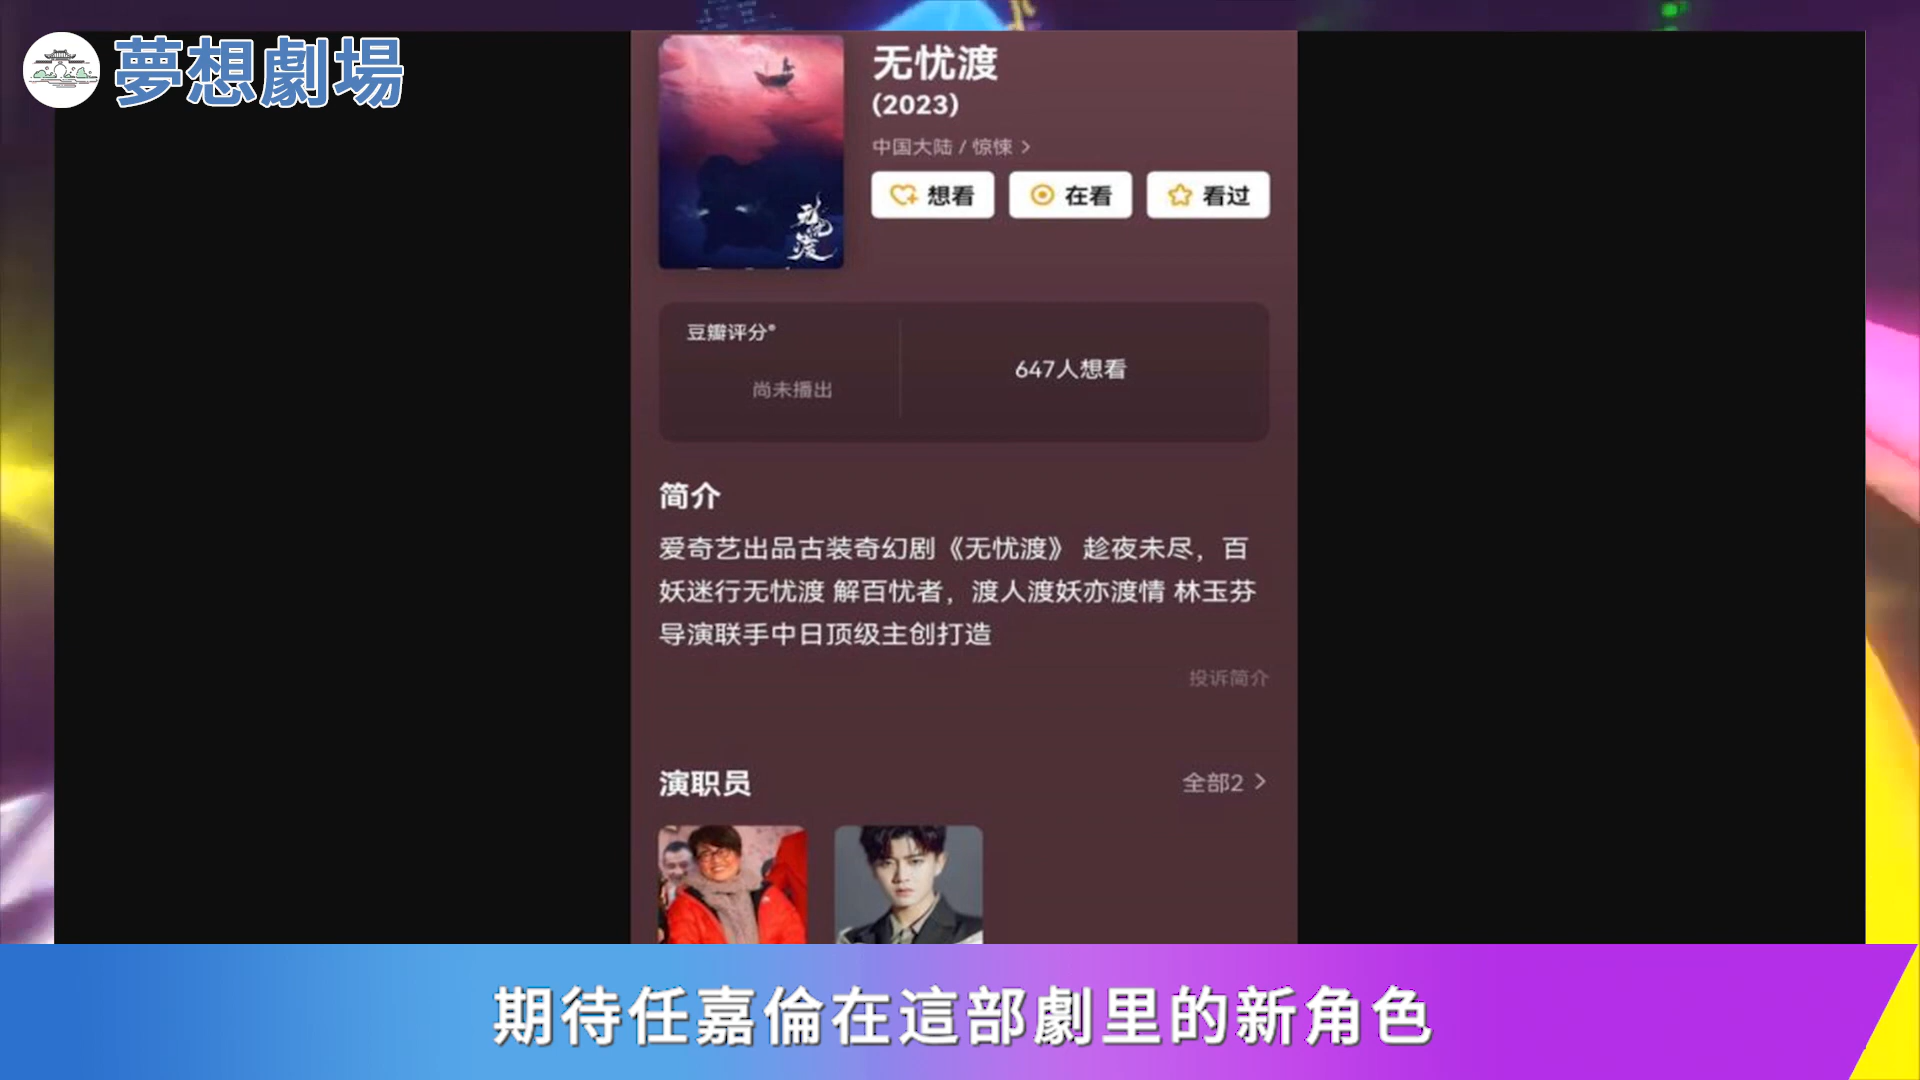 夢想劇場
无忧渡
(2023)
中国大陆 / 惊悚 >
想看
在看
看过
无忧渡
豆瓣评分®
尚未播出
647人想看
简介
爱奇艺出品古装奇幻剧《无忧渡》 趁夜未尽，百
妖迷行无忧渡 解百忧者，渡人渡妖亦渡情 林玉芬
导演联手中日顶级主创打造
投诉简介
演职员
全部2 >
期待任嘉倫在這部劇里的新角色